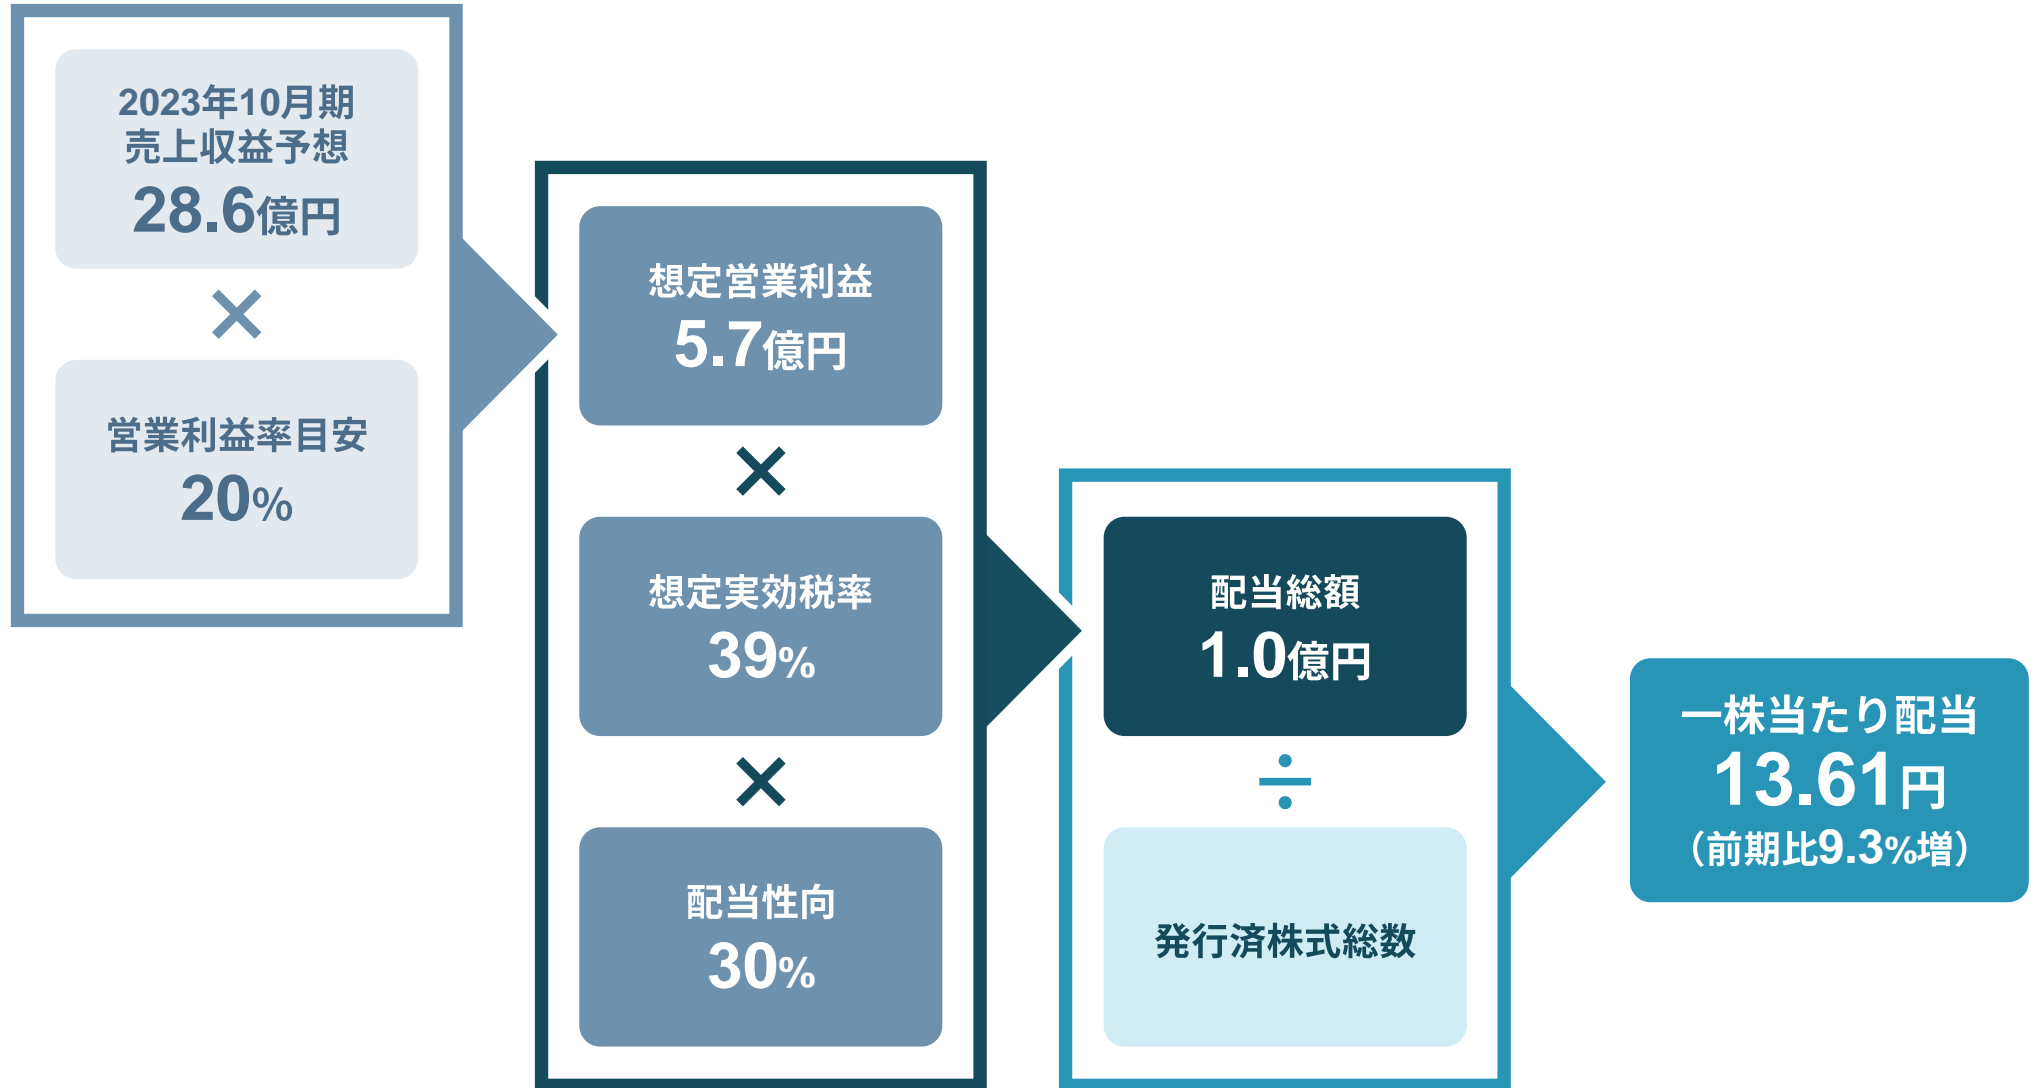 2023年10月期
売上収益予想
28.6億円
×
営業利益率目安
20%
想定営業利益
5.7億円
×
想定実効税率
39%
×
配当性向
30%
配当総額
1.0億円
÷
発行済株式総数
一株当たり配当
13.61円
（前期比9.3%増）